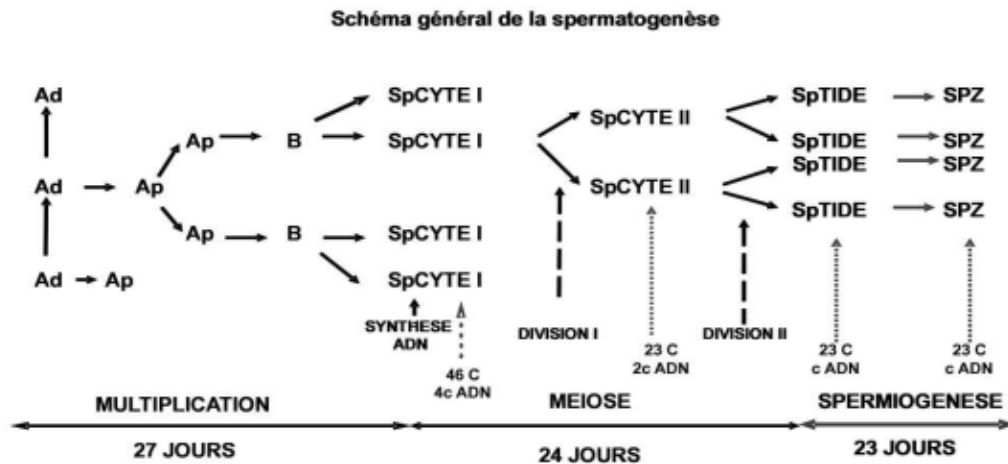 Schéma général de la spermatogenèse
Ad
SpCYTE I
SpTIDE
SPZ
Ap
B
SpCYTE I
SpCYTE II
SpTIDE
SPZ
SpTIDE
SPZ
Ad
Ap
SpCYTE II
SpTIDE
SPZ
Ap
B
SpCYTE I
Ad
Ap
SpCYTE I
SYNTHESE
ADN
DIVISION I
DIVISION II
46 C
4c ADN
23 C
2c ADN
23 C
c ADN
23 C
c ADN
MULTIPLICATION
MEIOSE
SPERMIOGENESE
27 JOURS
24 JOURS
23 JOURS